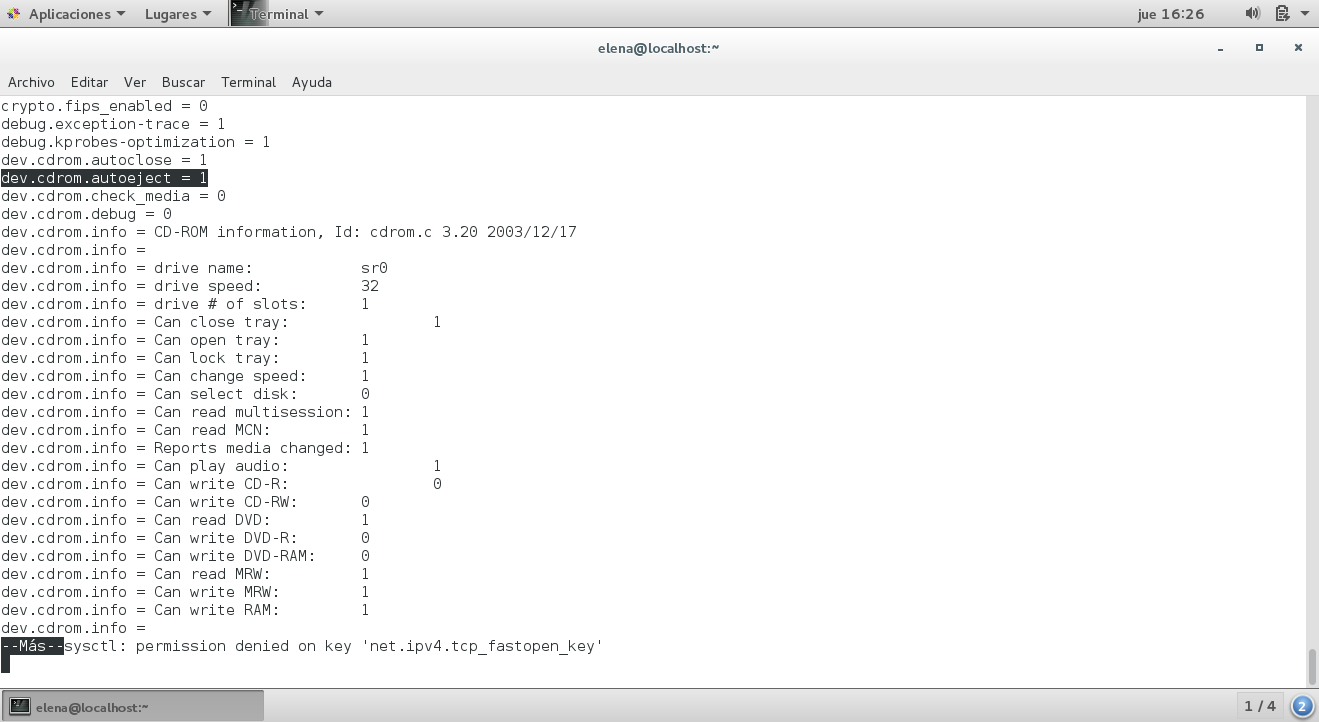 Aplicaciones Lugares Terminal jue 16:26
elena@localhost:~
Archivo Editar Ver Buscar Terminal Ayuda
crypto.fips_enabled = 0
debug.exception-trace = 1
debug.kprobes-optimization = 1
dev.cdrom.autoclose = 1
dev.cdrom.autoeject = 1
dev.cdrom.check_media = 0
dev.cdrom.debug = 0
dev.cdrom.info = CD-ROM information, Id: cdrom.c 3.20 2003/12/17
dev.cdrom.info =
dev.cdrom.info = drive name: sr0
dev.cdrom.info = drive speed: 32
dev.cdrom.info = drive # of slots: 1
dev.cdrom.info = Can close tray: 1
dev.cdrom.info = Can open tray: 1
dev.cdrom.info = Can lock tray: 1
dev.cdrom.info = Can change speed: 1
dev.cdrom.info = Can select disk: 0
dev.cdrom.info = Can read multisession: 1
dev.cdrom.info = Can read MCN: 1
dev.cdrom.info = Reports media changed: 1
dev.cdrom.info = Can play audio: 1
dev.cdrom.info = Can write CD-R: 0
dev.cdrom.info = Can write CD-RW: 0
dev.cdrom.info = Can read DVD: 1
dev.cdrom.info = Can write DVD-R: 0
dev.cdrom.info = Can write DVD-RAM: 0
dev.cdrom.info = Can read MRW: 1
dev.cdrom.info = Can write MRW: 1
dev.cdrom.info = Can write RAM: 1
dev.cdrom.info =
--Más--sysctl: permission denied on key 'net.ipv4.tcp_fastopen_key'
elena@localhost:~ 1 / 4 2